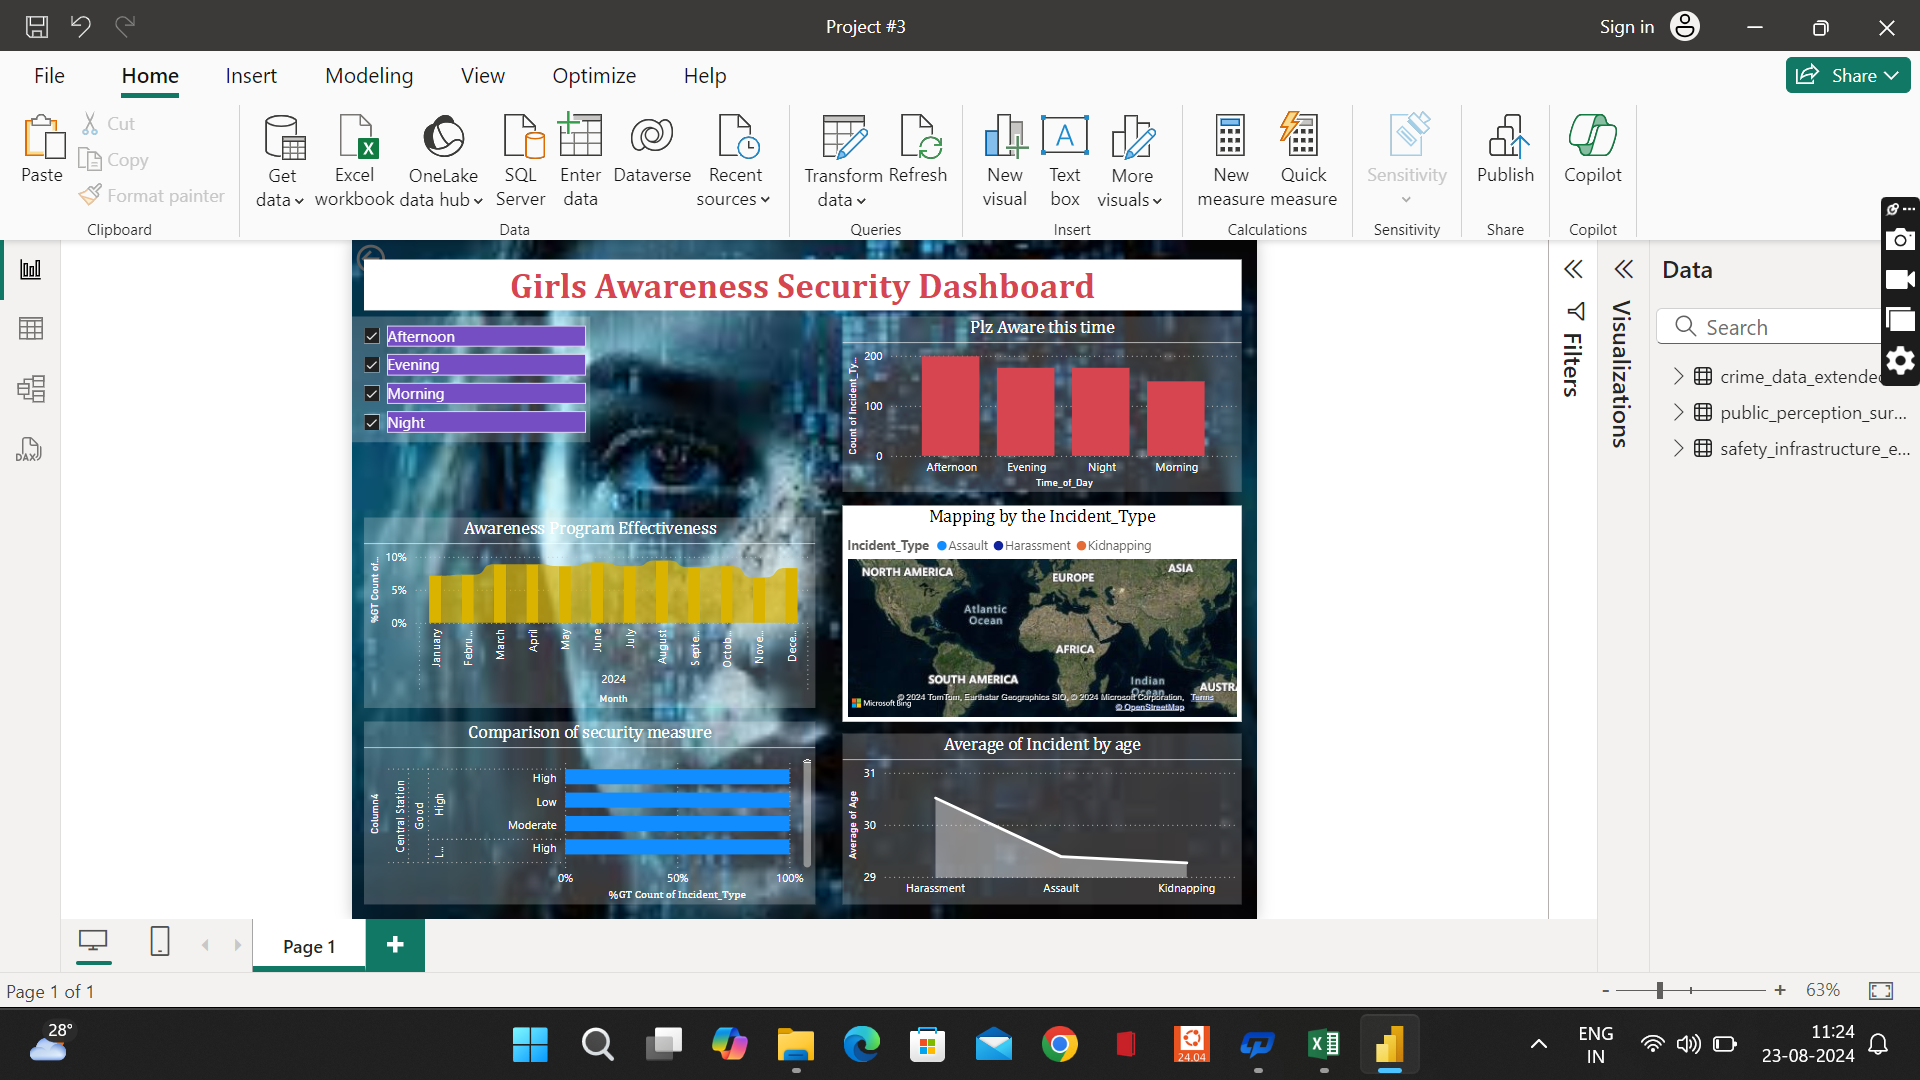 Project #3
Sign in
File Home Insert Modeling View Optimize Help
Share
Paste
Cut
Copy
Format painter
Clipboard
Get data
Excel workbook
OneLake data hub
SQL Server
Enter data
Dataverse
Recent sources
Data
Transform data
Refresh
Queries
New visual
Text box
More visuals
Insert
New measure
Quick measure
Calculations
Sensitivity
Sensitivity
Publish
Share
Copilot
Copilot
DAX
Girls Awareness Security Dashboard
Afternoon
Evening
Morning
Night
Plz Aware this time
Count of Incident_Ty...
200
100
0
Afternoon Evening Night Morning
Time_of_Day
Awareness Program Effectiveness
%GT Count of...
10%
5%
0%
January Febru... March April May June July August Septe... Octob... Nove... Dece...
2024
Month
Mapping by the Incident_Type
Incident_Type Assault Harassment Kidnapping
NORTH AMERICA
EUROPE
ASIA
Atlantic
Ocean
AFRICA
SOUTH AMERICA
Indian
Ocean
AUSTRA
Microsoft Bing
© 2024 TomTom, Earthstar Geographics SIO, © 2024 Microsoft Corporation, Terms
© OpenStreetMap
Comparison of security measure
Column4
Central Station
Good
High
L...
High
Low
Moderate
High
0% 50% 100%
%GT Count of Incident_Type
Average of Incident by age
Average of Age
31
30
29
Harassment Assault Kidnapping
Filters
Visualizations
Data
Search
crime_data_extended
public_perception_sur...
safety_infrastructure_e...
Page 1
Page 1 of 1
- + 63%
28°
24.04
ENG
IN
11:24
23-08-2024